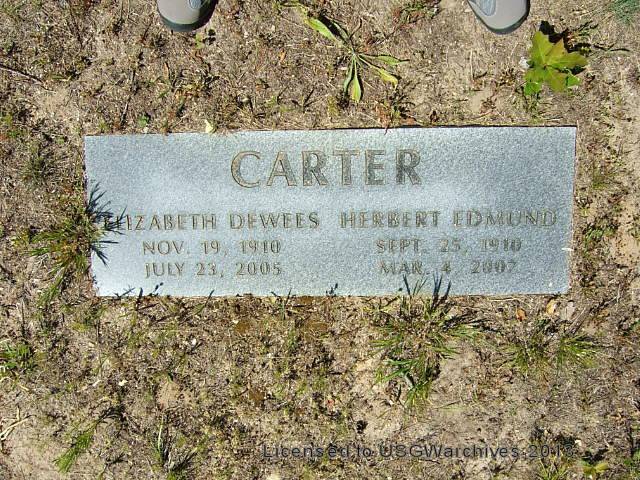 CARTER
ELIZABETH DEWEES HERBERT EDMUND
NOV. 19, 1910 SEPT. 25, 1910
JULY 23, 2005 MAR. 4 2007
Licensed to USGWarchives 2013